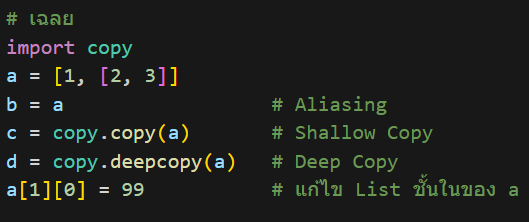 # เฉลย
import copy
a = [1, [2, 3]]
b = a                # Aliasing
c = copy.copy(a)     # Shallow Copy
d = copy.deepcopy(a) # Deep Copy
a[1][0] = 99         # แก้ไข List ชั้นในของ a